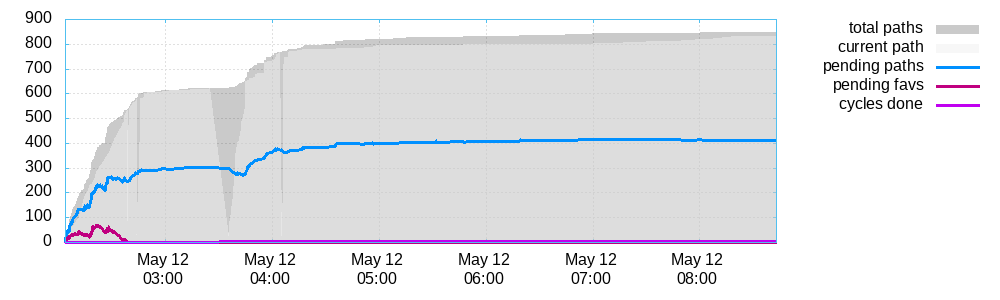 900
800
700
600
500
400
300
200
100
0
May 12 May 12 May 12 May 12 May 12 May 12
03:00 04:00 05:00 06:00 07:00 08:00
total paths
current path
pending paths
pending favs
cycles done